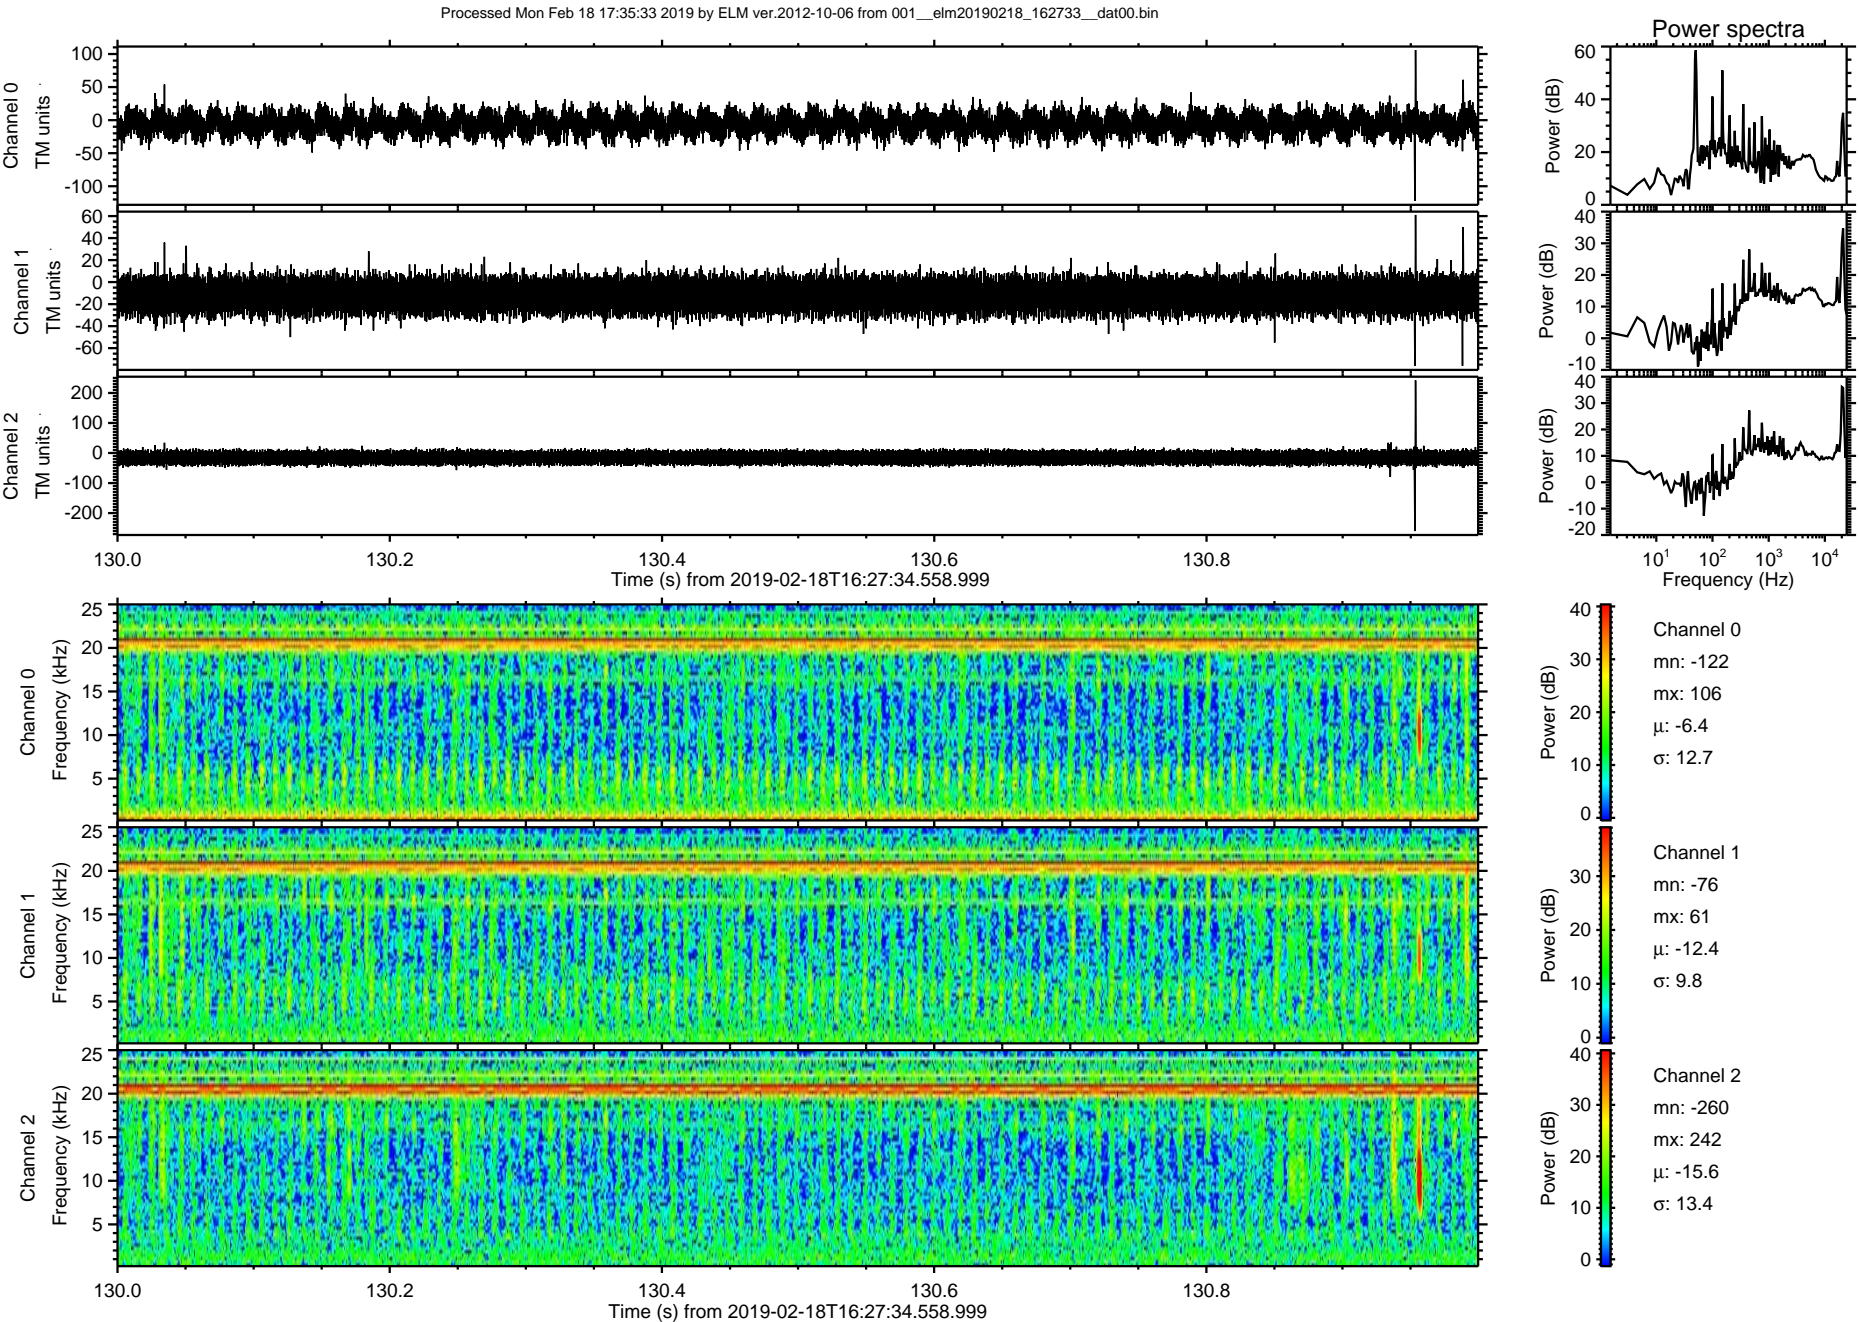 Processed Mon Feb 18 17:35:33 2019 by ELM ver.2012-10-06 from 001__elm20190218_162733__dat00.bin
Power spectra
Channel 0
TM units
100
50
0
-50
-100
Power (dB)
60
40
20
0
Channel 1
TM units
60
40
20
0
-20
-40
-60
Power (dB)
40
30
20
10
0
-10
Channel 2
TM units
200
100
0
-100
-200
Power (dB)
40
30
20
10
0
-10
-20
130.0 130.2 130.4 130.6 130.8
Time (s) from 2019-02-18T16:27:34.558.999
10^1 10^2 10^3 10^4
Frequency (Hz)
Channel 0
Frequency (kHz)
25
20
15
10
5
Power (dB)
40
30
20
10
0
Channel 0
mn: -122
mx: 106
μ: -6.4
σ: 12.7
Channel 1
Frequency (kHz)
25
20
15
10
5
Power (dB)
30
20
10
0
Channel 1
mn: -76
mx: 61
μ: -12.4
σ: 9.8
Channel 2
Frequency (kHz)
25
20
15
10
5
Power (dB)
40
30
20
10
0
Channel 2
mn: -260
mx: 242
μ: -15.6
σ: 13.4
130.0 130.2 130.4 130.6 130.8
Time (s) from 2019-02-18T16:27:34.558.999